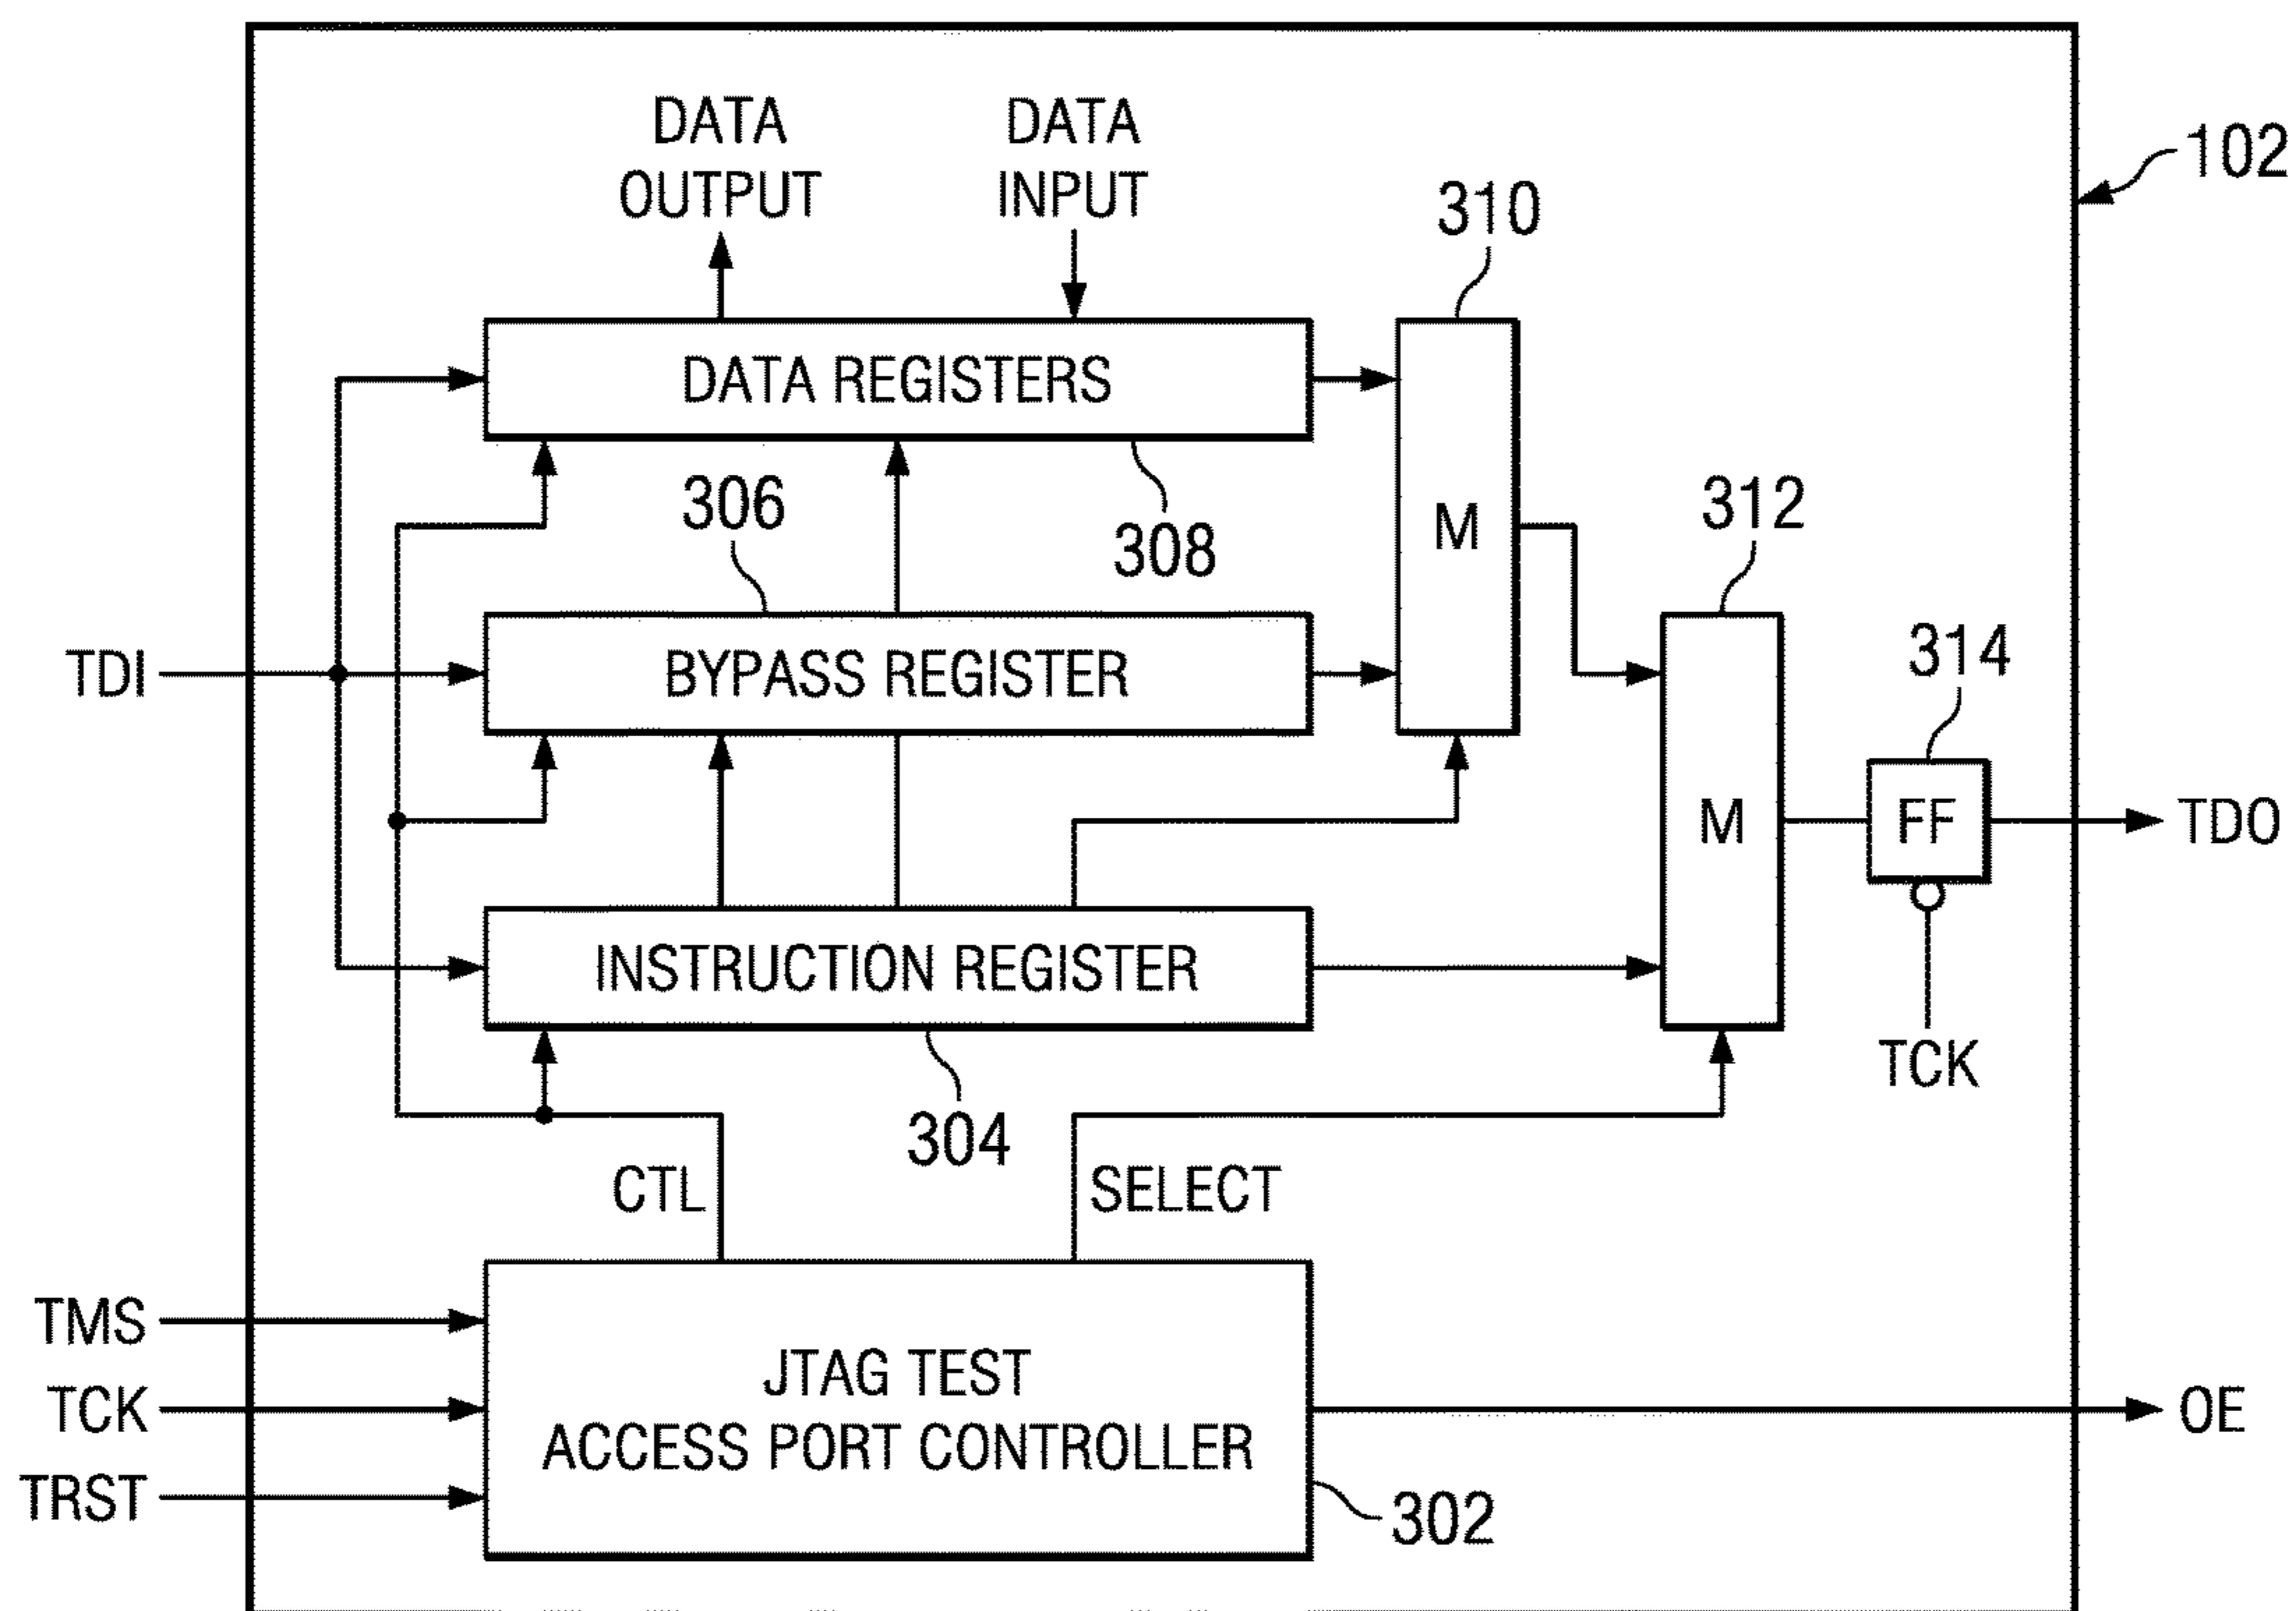 DATA
OUTPUT
DATA
INPUT
102
310
DATA REGISTERS
306
308
M
312
TDI
BYPASS REGISTER
314
M
FF
TDO
INSTRUCTION REGISTER
TCK
304
CTL
SELECT
TMS
TCK
TRST
JTAG TEST
ACCESS PORT CONTROLLER
OE
302